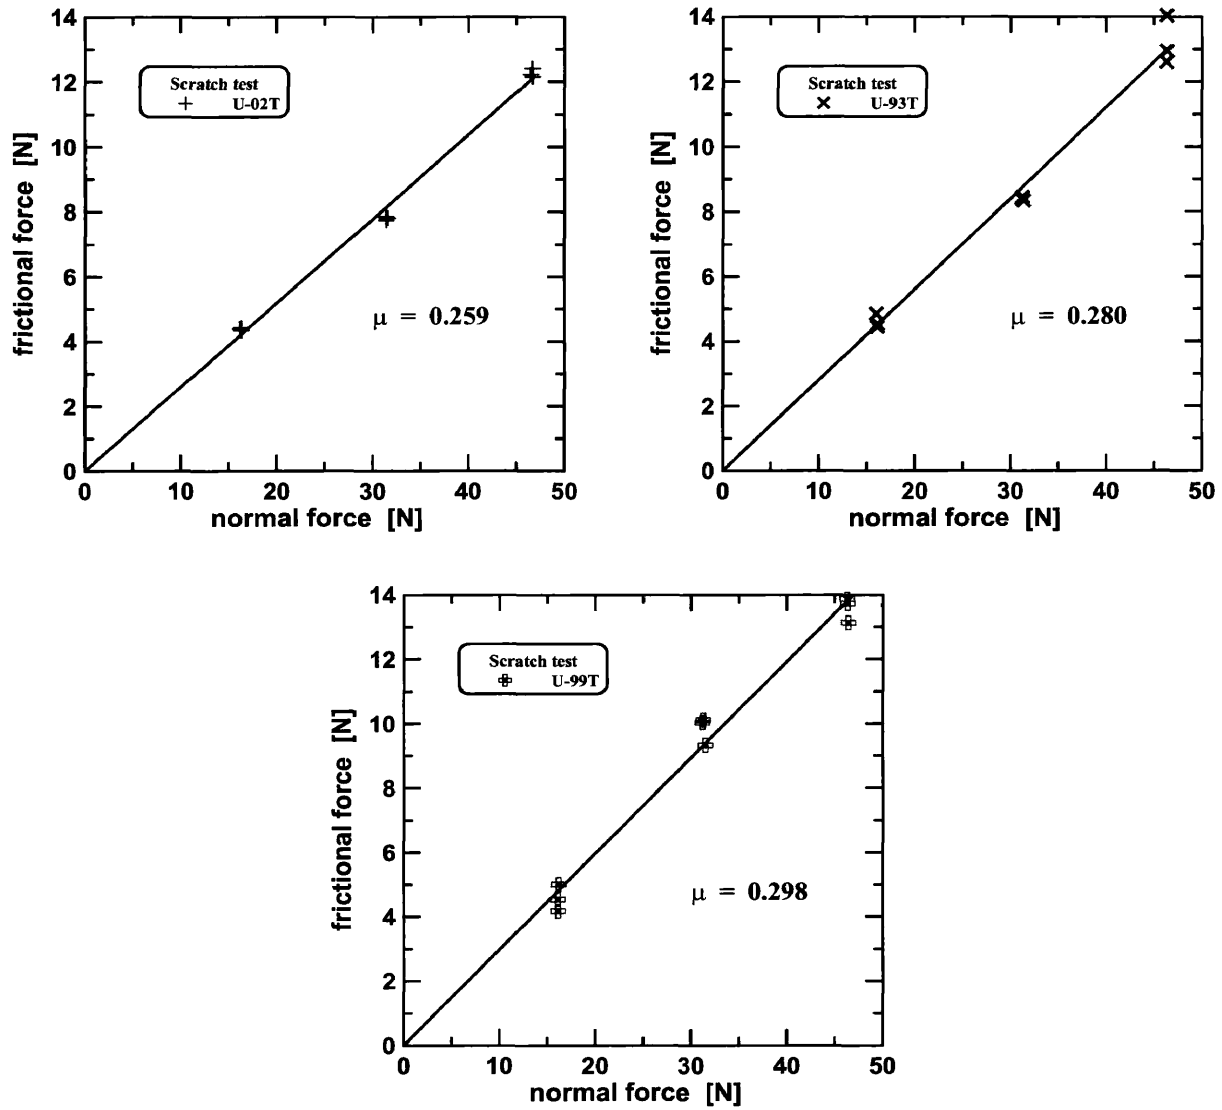 14
12
10
8
6
4
2
0
frictional force [N]
Scratch test
+ U-02T
μ = 0.259
0 10 20 30 40 50
normal force [N]
14
12
10
8
6
4
2
0
frictional force [N]
Scratch test
× U-93T
μ = 0.280
0 10 20 30 40 50
normal force [N]
14
12
10
8
6
4
2
0
frictional force [N]
Scratch test
U-99T
μ = 0.298
0 10 20 30 40 50
normal force [N]